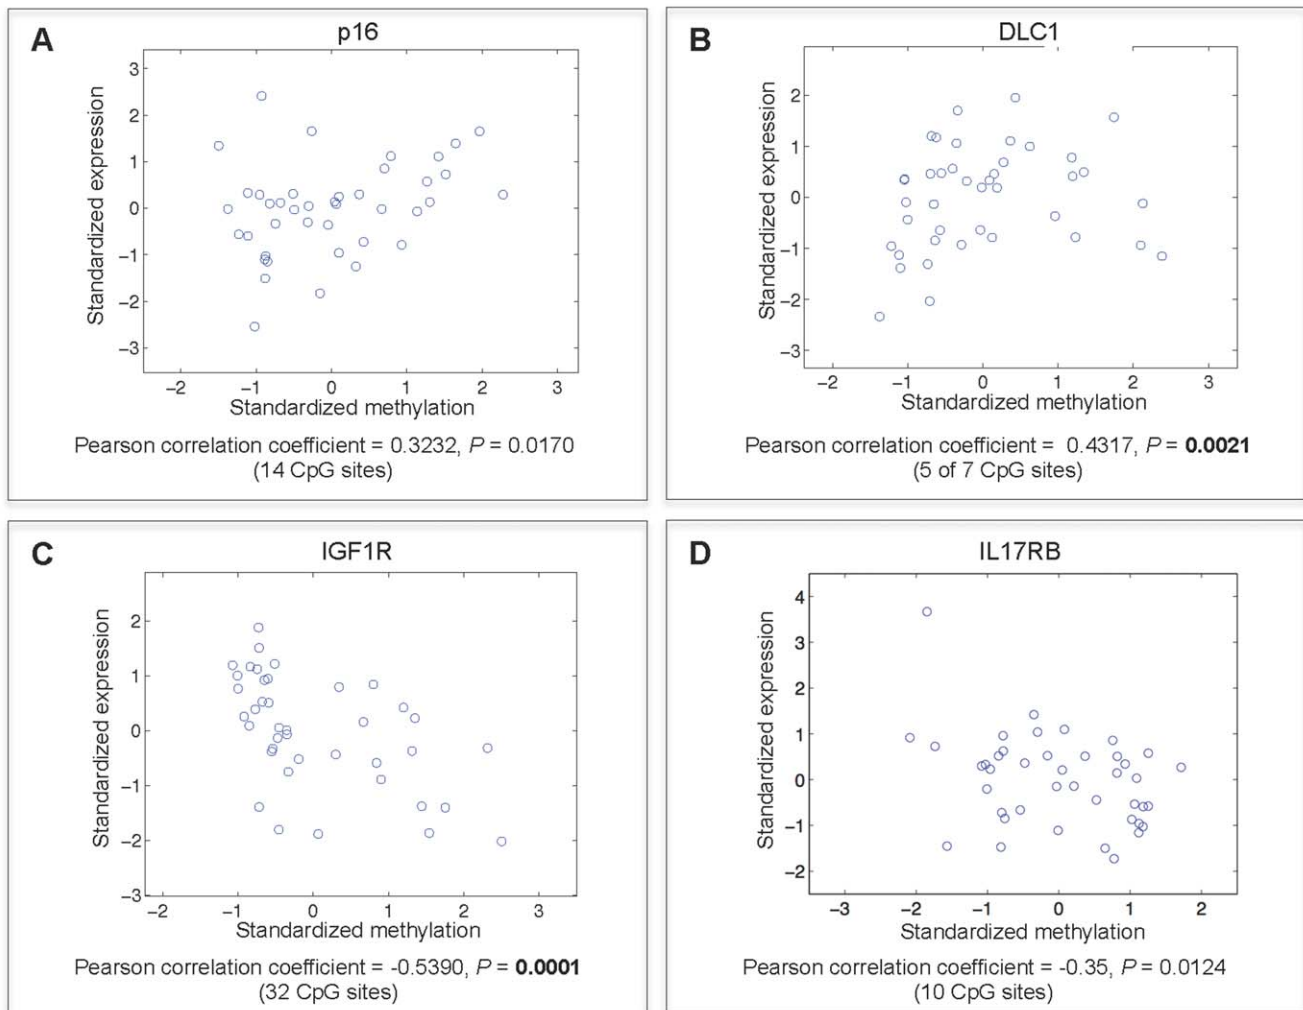 A
p16
Standardized expression
3
2
1
0
−1
−2
−3
−2 −1 0 1 2 3
Standardized methylation
Pearson correlation coefficient = 0.3232, P = 0.0170
(14 CpG sites)
B
DLC1
Standardized expression
2
1
0
−1
−2
−3
−2 −1 0 1 2 3
Standardized methylation
Pearson correlation coefficient = 0.4317, P = 0.0021
(5 of 7 CpG sites)
C
IGF1R
Standardized expression
2
1
0
−1
−2
−3
−2 −1 0 1 2 3
Standardized methylation
Pearson correlation coefficient = -0.5390, P = 0.0001
(32 CpG sites)
D
IL17RB
Standardized expression
4
3
2
1
0
−1
−2
−3 −2 −1 0 1 2
Standardized methylation
Pearson correlation coefficient = -0.35, P = 0.0124
(10 CpG sites)